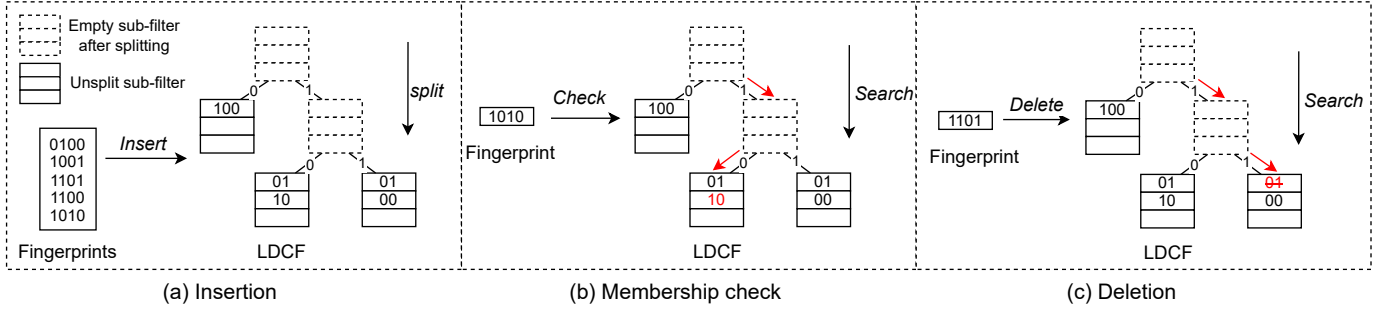 Empty sub-filter
after splitting
Unsplit sub-filter
0100
1001
1101
1100
1010
Fingerprints
Insert
0
1
100
0
1
01
10
01
00
LDCF
split
(a) Insertion
1010
Fingerprint
Check
0
1
100
0
1
01
10
01
00
LDCF
Search
(b) Membership check
1101
Fingerprint
Delete
0
1
100
0
1
01
10
01
00
LDCF
Search
(c) Deletion